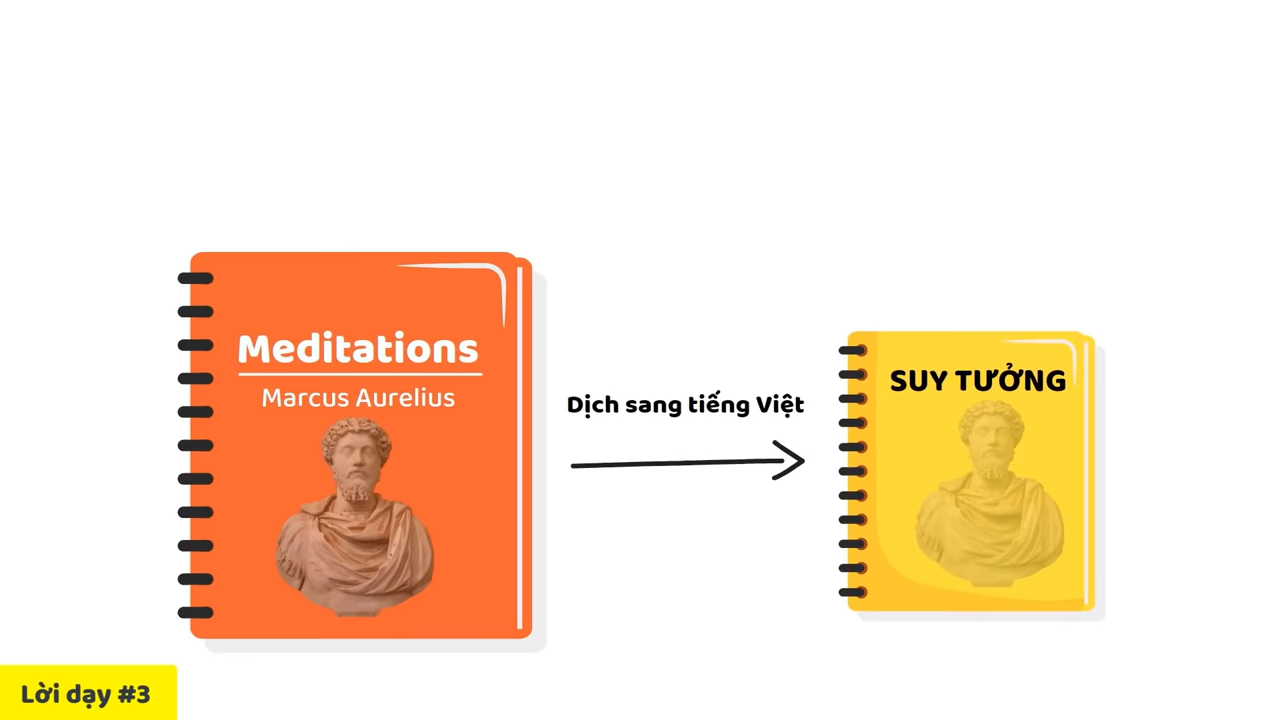 Meditations
Marcus Aurelius
Dịch sang tiếng Việt
SUY TƯỞNG
Lời dạy #3